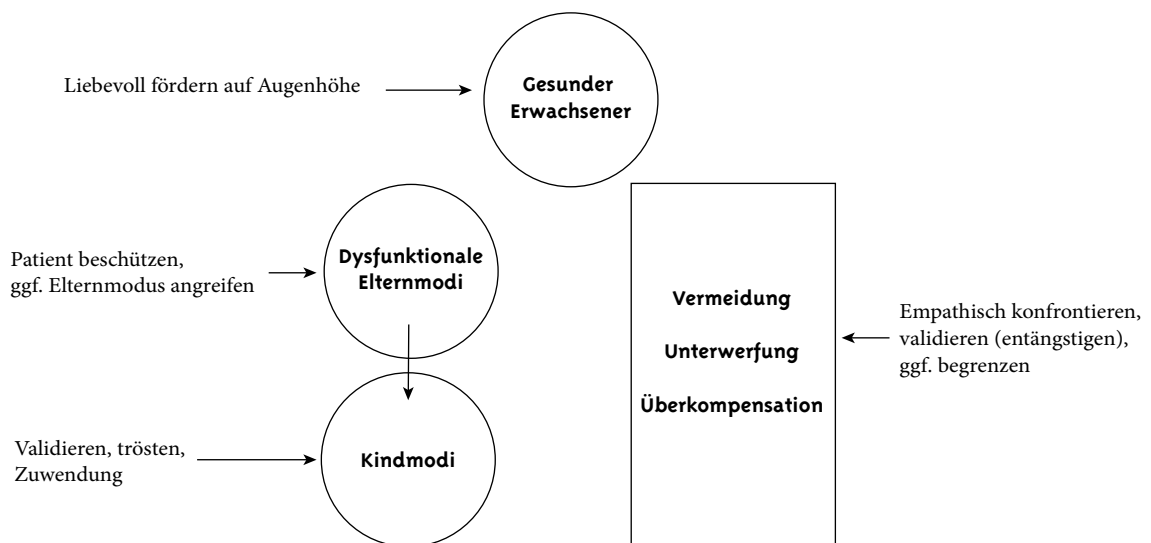 Liebevoll fördern auf Augenhöhe
Gesunder
Erwachsener
Patient beschützen,
ggf. Elternmodus angreifen
Dysfunktionale
Elternmodi
Vermeidung
Unterwerfung
Überkompensation
Empathisch konfrontieren,
validieren (entängstigen),
ggf. begrenzen
Validieren, trösten,
Zuwendung
Kindmodi